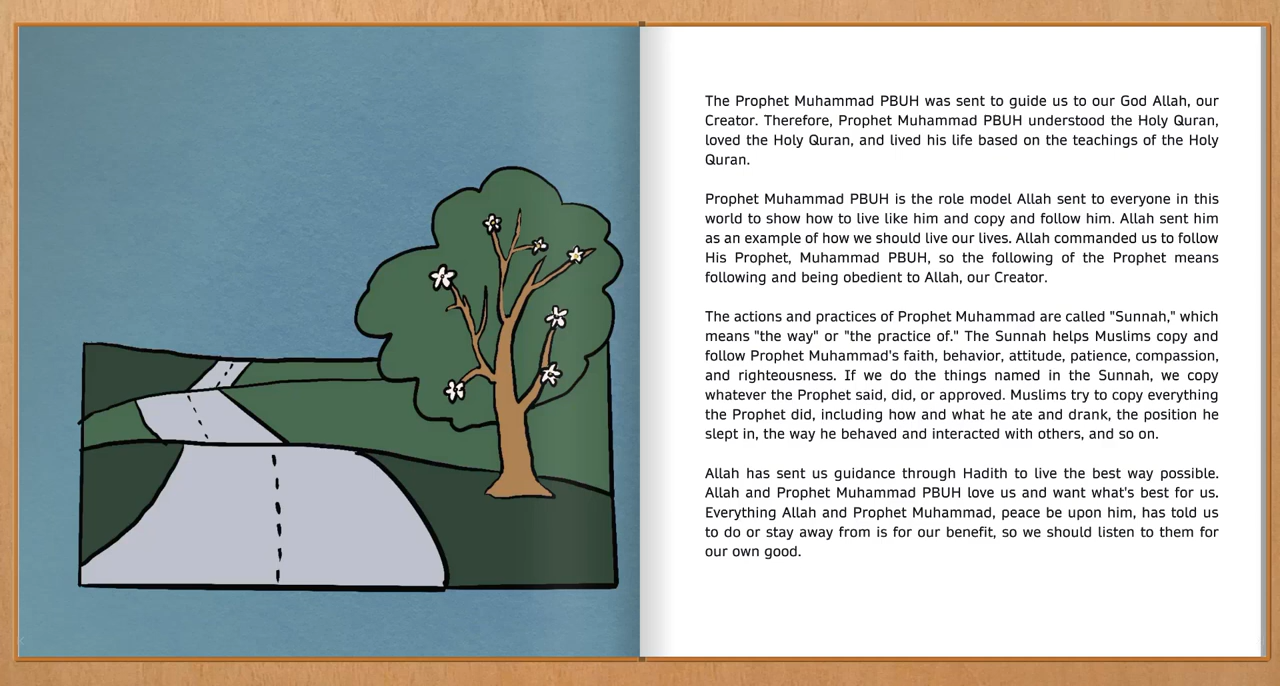 The Prophet Muhammad PBUH was sent to guide us to our God Allah, our
Creator. Therefore, Prophet Muhammad PBUH understood the Holy Quran,
loved the Holy Quran, and lived his life based on the teachings of the Holy
Quran.
Prophet Muhammad PBUH is the role model Allah sent to everyone in this
world to show how to live like him and copy and follow him. Allah sent him
as an example of how we should live our lives. Allah commanded us to follow
His Prophet, Muhammad PBUH, so the following of the Prophet means
following and being obedient to Allah, our Creator.
The actions and practices of Prophet Muhammad are called "Sunnah," which
means "the way" or "the practice of." The Sunnah helps Muslims copy and
follow Prophet Muhammad's faith, behavior, attitude, patience, compassion,
and righteousness. If we do the things named in the Sunnah, we copy
whatever the Prophet said, did, or approved. Muslims try to copy everything
the Prophet did, including how and what he ate and drank, the position he
slept in, the way he behaved and interacted with others, and so on.
Allah has sent us guidance through Hadith to live the best way possible.
Allah and Prophet Muhammad PBUH love us and want what's best for us.
Everything Allah and Prophet Muhammad, peace be upon him, has told us
to do or stay away from is for our benefit, so we should listen to them for
our own good.